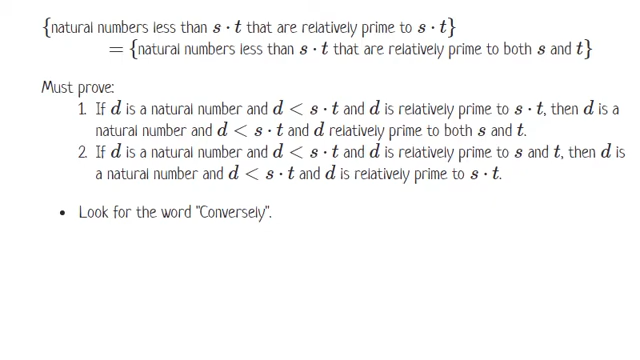 {natural numbers less than s · t that are relatively prime to s · t}
= {natural numbers less than s · t that are relatively prime to both s and t}
Must prove:
1. If d is a natural number and d < s · t and d is relatively prime to s · t, then d is a
natural number and d < s · t and d relatively prime to both s and t.
2. If d is a natural number and d < s · t and d is relatively prime to s and t, then d is
a natural number and d < s · t and d is relatively prime to s · t.
• Look for the word "Conversely".